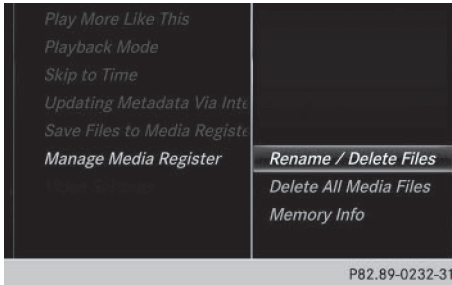 Play More Like This
Playback Mode
Skip to Time
Updating Metadata Via Inte
Save Files to Media Registe
Manage Media Register
Rename / Delete Files
Delete All Media Files
Memory Info
P82.89-0232-31